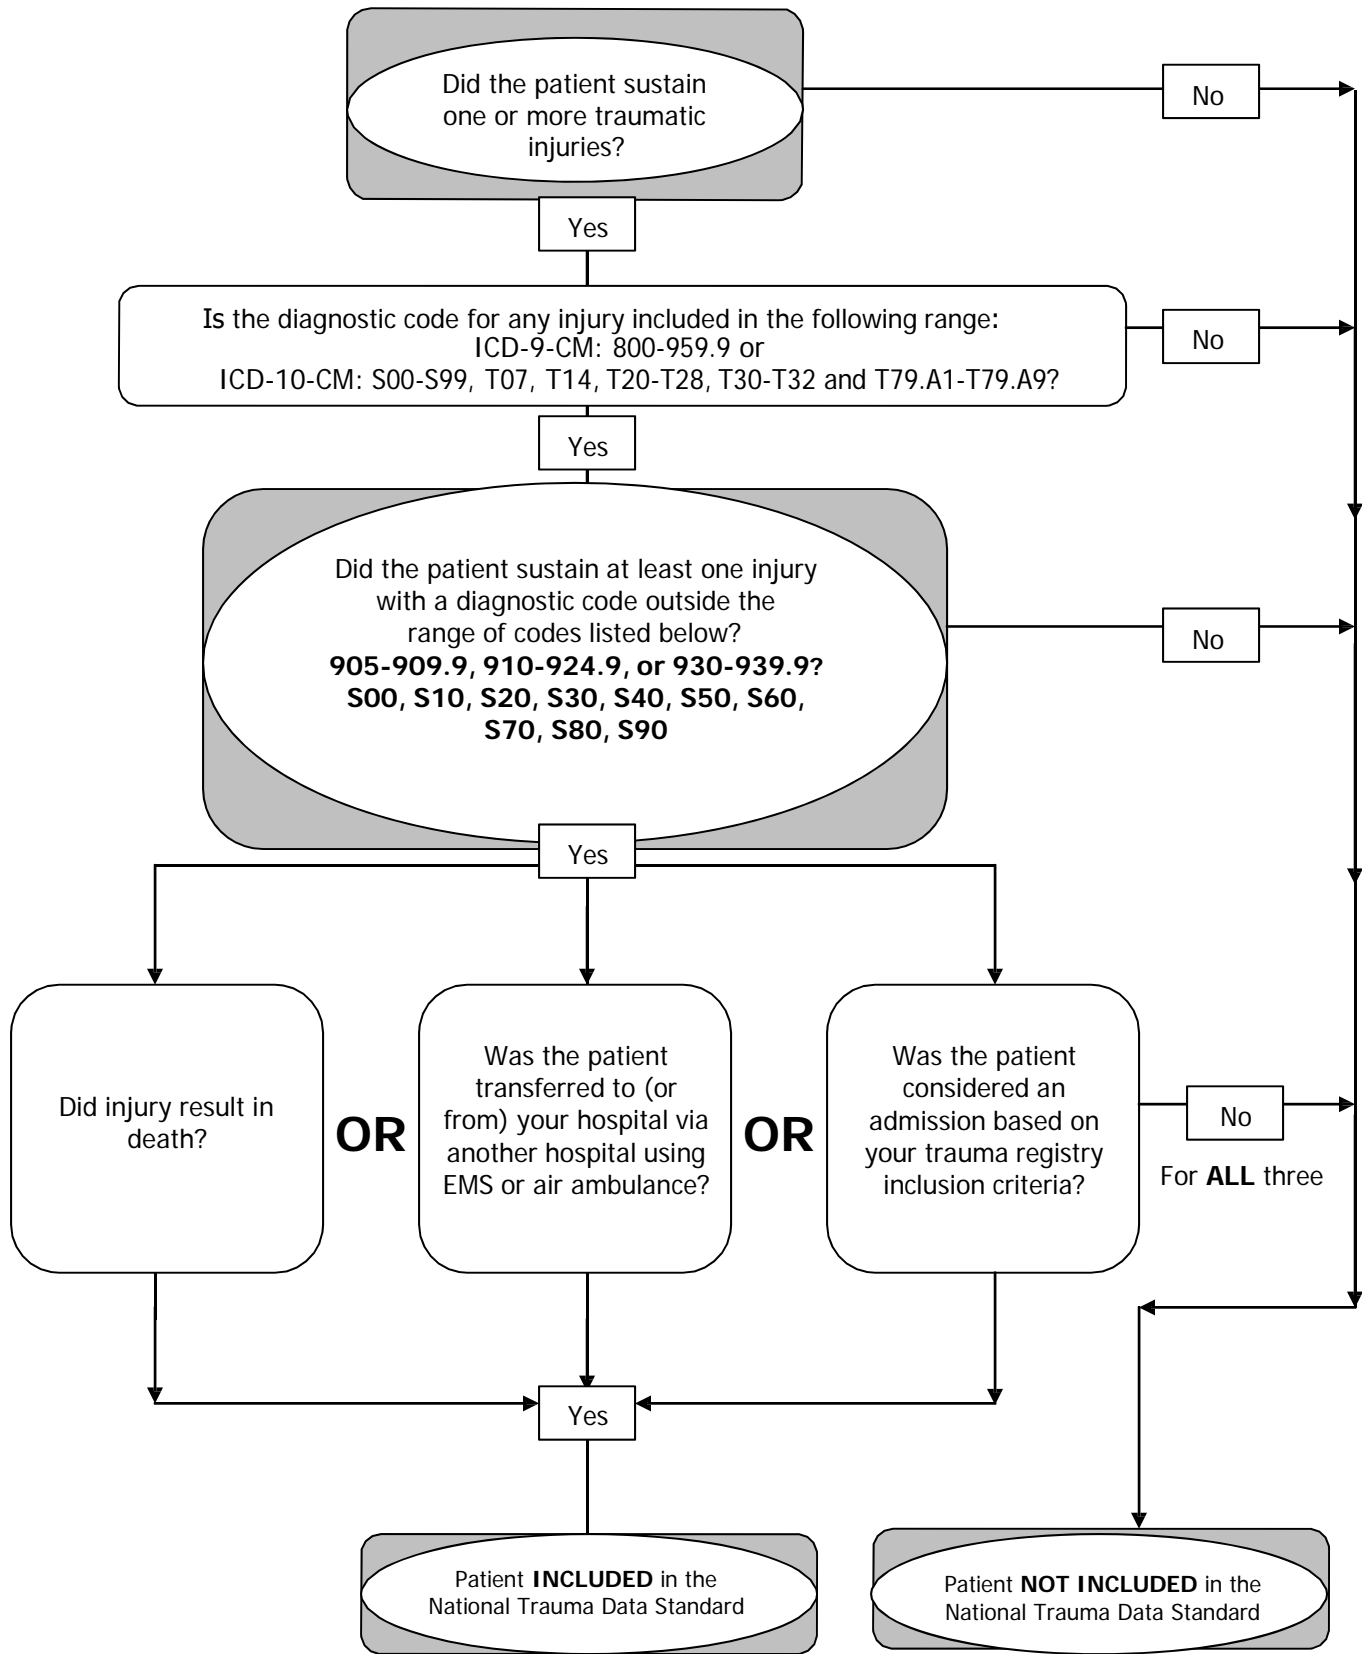 Did the patient sustain
one or more traumatic
injuries?
No
Yes
Is the diagnostic code for any injury included in the following range:
ICD-9-CM: 800-959.9 or
ICD-10-CM: S00-S99, T07, T14, T20-T28, T30-T32 and T79.A1-T79.A9?
No
Yes
Did the patient sustain at least one injury
with a diagnostic code outside the
range of codes listed below?
905-909.9, 910-924.9, or 930-939.9?
S00, S10, S20, S30, S40, S50, S60,
S70, S80, S90
No
Yes
Did injury result in
death?
OR
Was the patient
transferred to (or
from) your hospital via
another hospital using
EMS or air ambulance?
OR
Was the patient
considered an
admission based on
your trauma registry
inclusion criteria?
No
For ALL three
Yes
Patient INCLUDED in the
National Trauma Data Standard
Patient NOT INCLUDED in the
National Trauma Data Standard